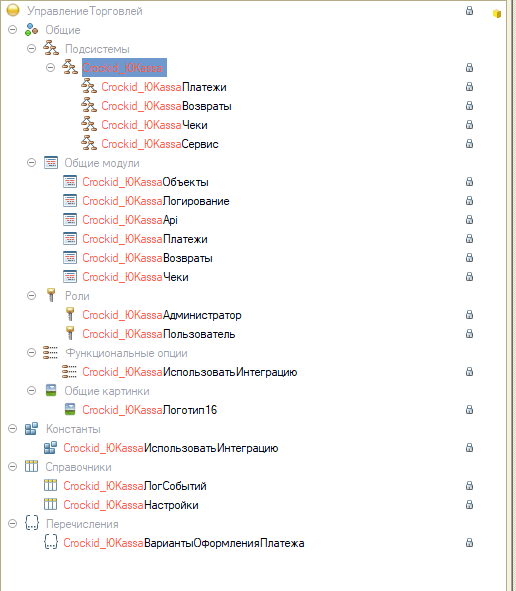 УправлениеТорговлей
Общие
Подсистемы
Crockid_ЮKassa
Crockid_ЮKassaПлатежи
Crockid_ЮKassaВозвраты
Crockid_ЮKassaЧеки
Crockid_ЮKassaСервис
Общие модули
Crockid_ЮKassaОбъекты
Crockid_ЮKassaЛогирование
Crockid_ЮKassaApi
Crockid_ЮKassaПлатежи
Crockid_ЮKassaВозвраты
Crockid_ЮKassaЧеки
Роли
Crockid_ЮKassaАдминистратор
Crockid_ЮKassaПользователь
Функциональные опции
Crockid_ЮKassaИспользоватьИнтеграцию
Общие картинки
Crockid_ЮKassaЛоготип16
Константы
Crockid_ЮKassaИспользоватьИнтеграцию
Справочники
Crockid_ЮKassaЛогСобытий
Crockid_ЮKassaНастройки
Перечисления
Crockid_ЮKassaВариантыОформленияПлатежа